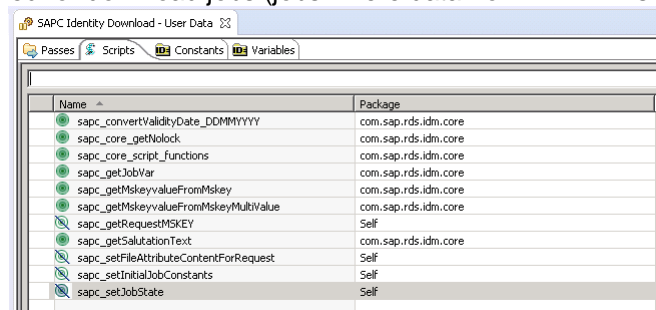 SAPC Identity Download - User Data
Passes Scripts Constants Variables
Name Package
sapc_convertValidityDate_DDMMYYYY com.sap.rds.idm.core
sapc_core_getNolock com.sap.rds.idm.core
sapc_core_script_functions com.sap.rds.idm.core
sapc_getJobVar com.sap.rds.idm.core
sapc_getMskeyvalueFromMskey com.sap.rds.idm.core
sapc_getMskeyvalueFromMskeyMultiValue com.sap.rds.idm.core
sapc_getRequestMSKEY Self
sapc_getSalutationText com.sap.rds.idm.core
sapc_setFileAttributeContentForRequest Self
sapc_setInitialJobConstants Self
sapc_setJobState Self